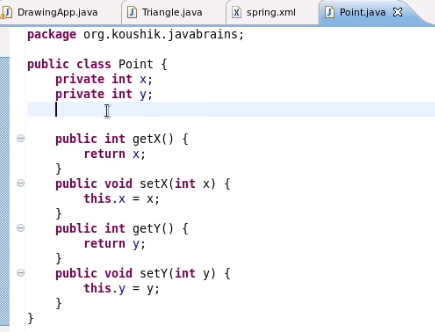 DrawingApp.java Triangle.java spring.xml Point.java
package org.koushik.javabrains;
public class Point {
    private int x;
    private int y;
    public int getX() {
        return x;
    }
    public void setX(int x) {
        this.x = x;
    }
    public int getY() {
        return y;
    }
    public void setY(int y) {
        this.y = y;
    }
}